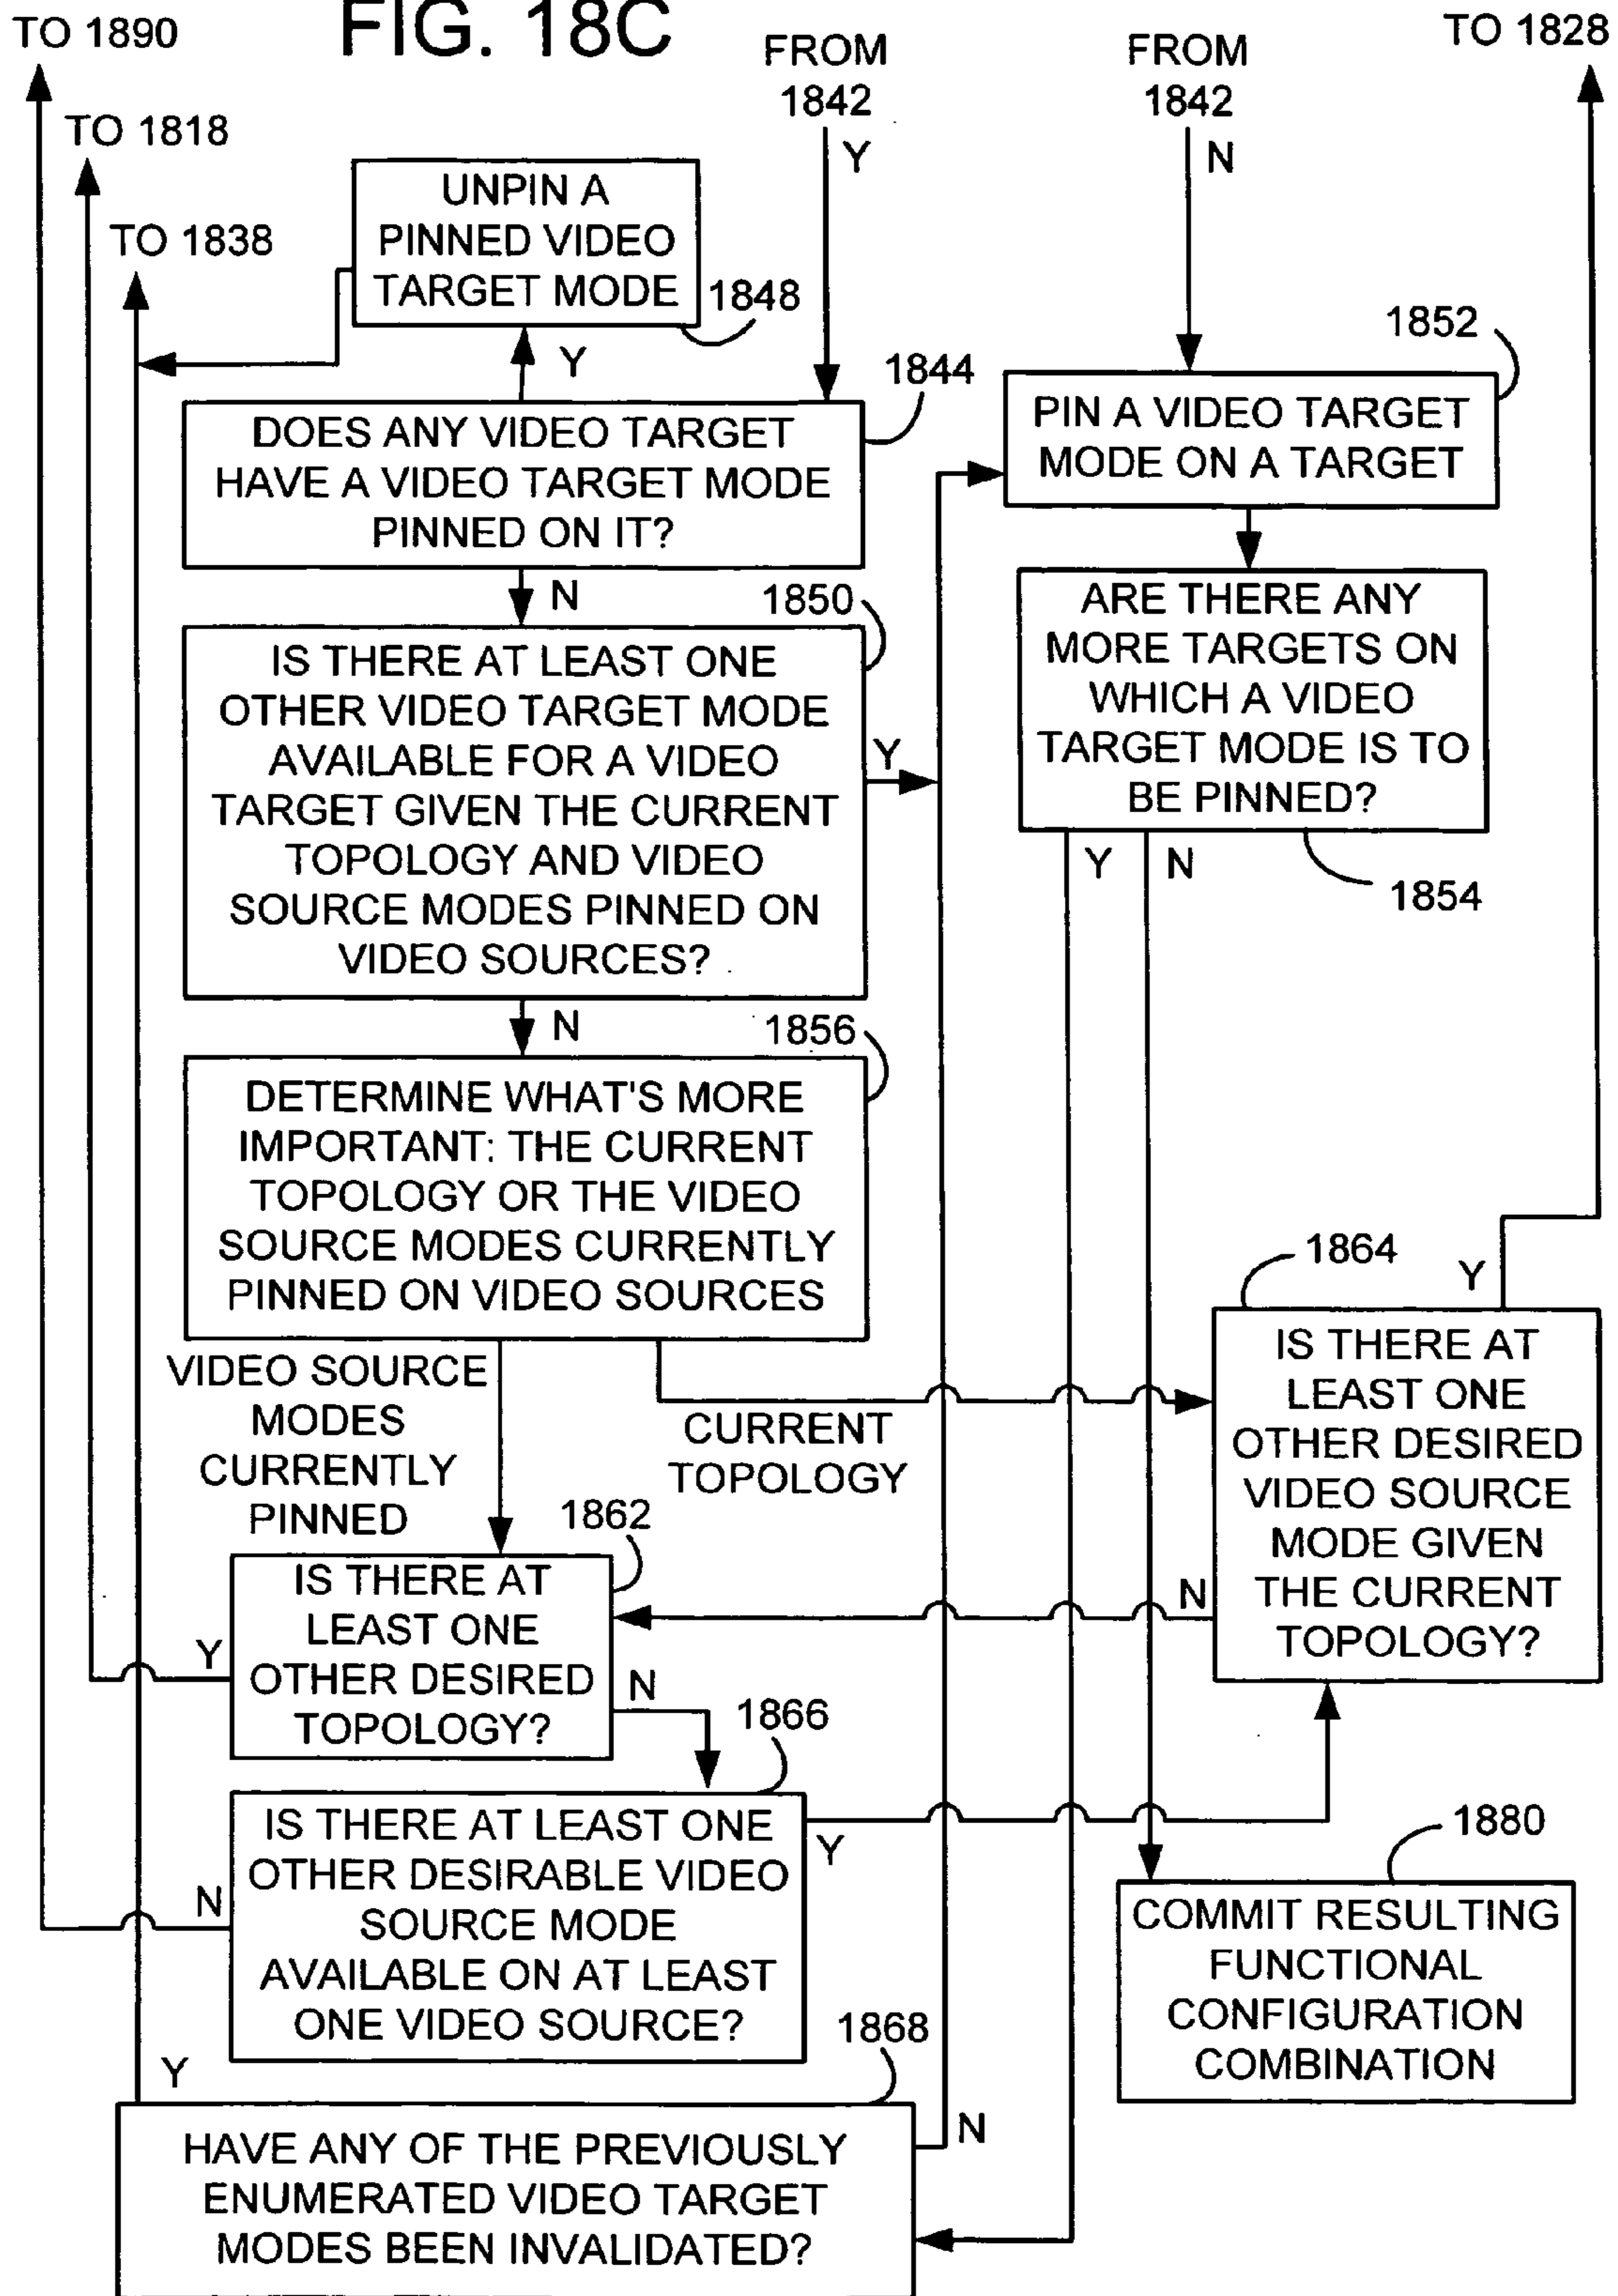 FIG. 18C
TO 1890
TO 1818
TO 1838
FROM
1842
Y
FROM
1842
N
TO 1828
UNPIN A
PINNED VIDEO
TARGET MODE
1848
Y
1844
DOES ANY VIDEO TARGET
HAVE A VIDEO TARGET MODE
PINNED ON IT?
N
1852
PIN A VIDEO TARGET
MODE ON A TARGET
1850
IS THERE AT LEAST ONE
OTHER VIDEO TARGET MODE
AVAILABLE FOR A VIDEO
TARGET GIVEN THE CURRENT
TOPOLOGY AND VIDEO
SOURCE MODES PINNED ON
VIDEO SOURCES?
Y
N
ARE THERE ANY
MORE TARGETS ON
WHICH A VIDEO
TARGET MODE IS TO
BE PINNED?
Y
N
1854
1856
DETERMINE WHAT'S MORE
IMPORTANT: THE CURRENT
TOPOLOGY OR THE VIDEO
SOURCE MODES CURRENTLY
PINNED ON VIDEO SOURCES
VIDEO SOURCE
MODES
CURRENTLY
PINNED
CURRENT
TOPOLOGY
1864
Y
IS THERE AT
LEAST ONE
OTHER DESIRED
VIDEO SOURCE
MODE GIVEN
THE CURRENT
TOPOLOGY?
N
1862
IS THERE AT
LEAST ONE
OTHER DESIRED
TOPOLOGY?
Y
N
1866
IS THERE AT LEAST ONE
OTHER DESIRABLE VIDEO
SOURCE MODE
AVAILABLE ON AT LEAST
ONE VIDEO SOURCE?
Y
N
1880
COMMIT RESULTING
FUNCTIONAL
CONFIGURATION
COMBINATION
1868
Y
HAVE ANY OF THE PREVIOUSLY
ENUMERATED VIDEO TARGET
MODES BEEN INVALIDATED?
N